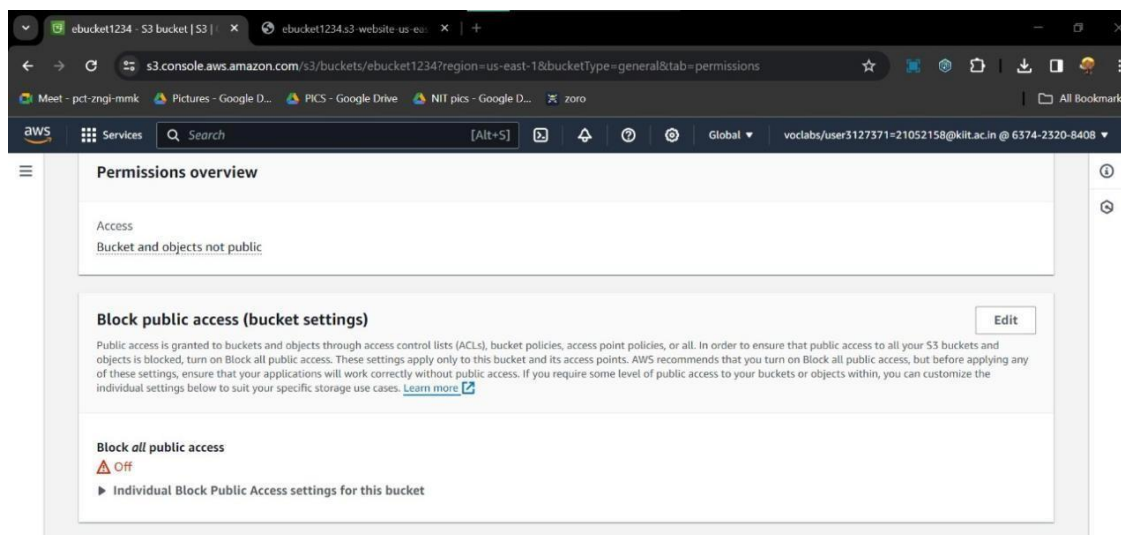 ebucket1234 - S3 bucket | S3 |
ebucket1234.s3-website-us-eas
s3.console.aws.amazon.com/s3/buckets/ebucket1234?region=us-east-1&bucketType=general&tab=permissions
Meet - pct-zngi-mmk
Pictures - Google D...
PICS - Google Drive
NIT pics - Google D...
zoro
All Bookmark
aws
Services
Search
[Alt+S]
Global
voclabs/user3127371=21052158@kiit.ac.in @ 6374-2320-8408
Permissions overview
Access
Bucket and objects not public
Block public access (bucket settings)
Edit
Public access is granted to buckets and objects through access control lists (ACLs), bucket policies, access point policies, or all. In order to ensure that public access to all your S3 buckets and
objects is blocked, turn on Block all public access. These settings apply only to this bucket and its access points. AWS recommends that you turn on Block all public access, but before applying any
of these settings, ensure that your applications will work correctly without public access. If you require some level of public access to your buckets or objects within, you can customize the
individual settings below to suit your specific storage use cases. Learn more
Block all public access
Off
Individual Block Public Access settings for this bucket